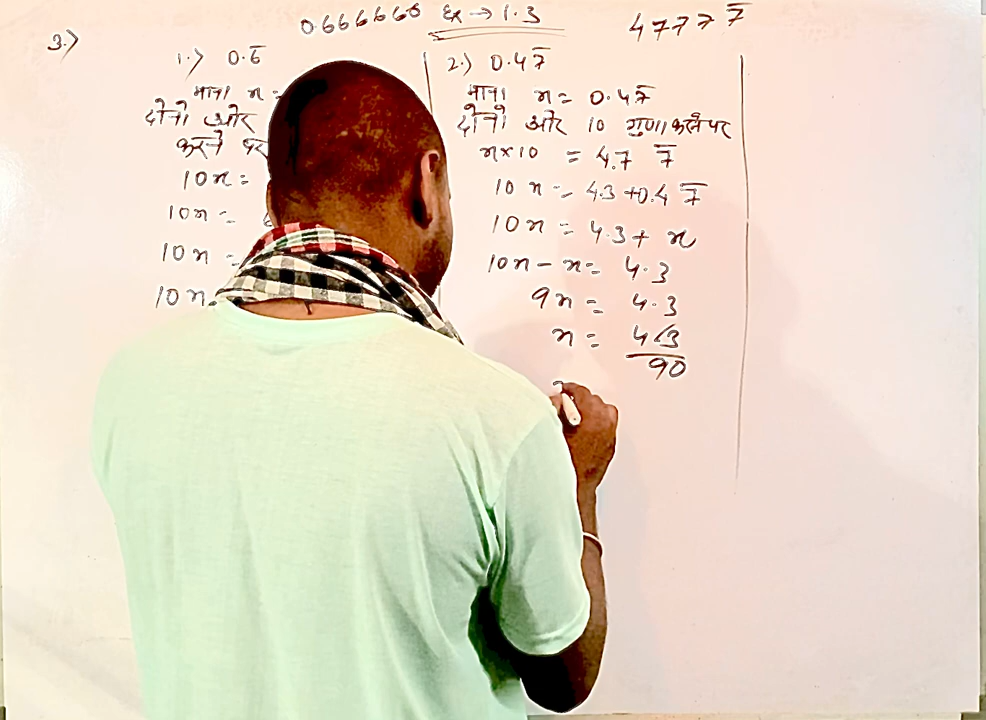 0.666666 Ex → 1.3 47777̅
3.)
1.) 0.6̅
माना x =
दोनो ओर
करने पर
10x =
10x =
10x =
10x =
2.) 0.47̅
माना x = 0.47̅
दोनो ओर 10 गुणा करने पर
x×10 = 4.7 7̅
10x = 4.3+0.4 7̅
10x = 4.3+ x
10x – x = 4.3
9x = 4.3
x = 43
90